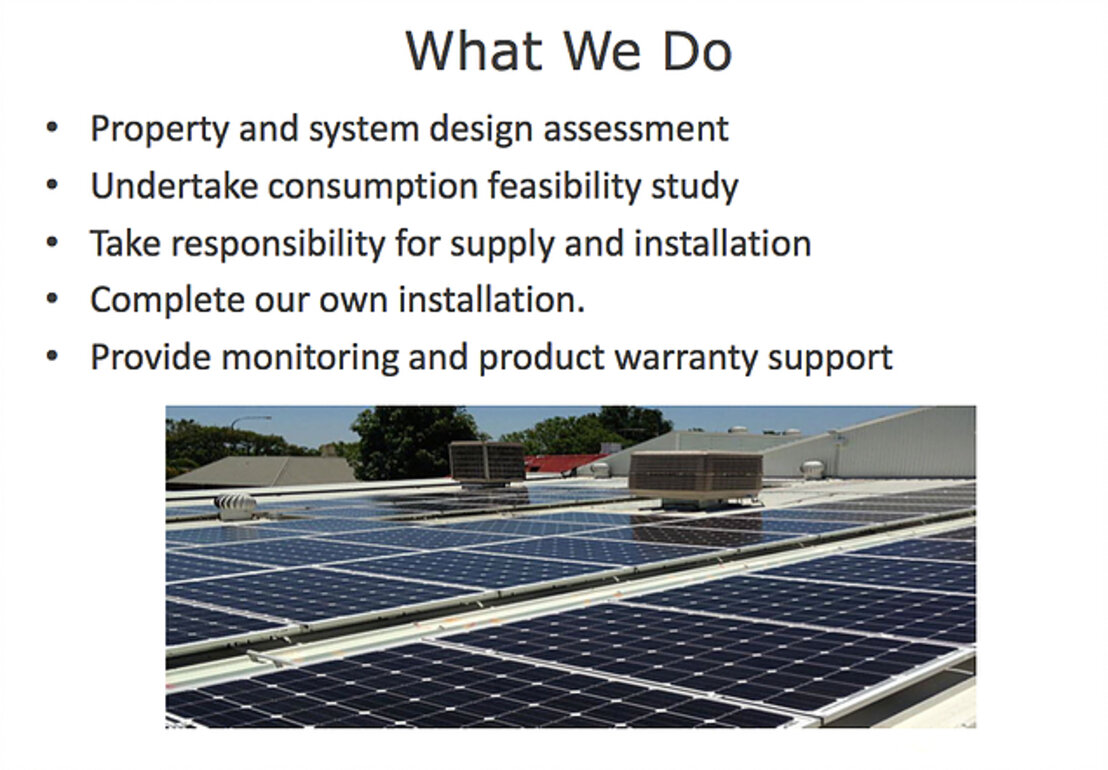 What We Do
• Property and system design assessment
• Undertake consumption feasibility study
• Take responsibility for supply and installation
• Complete our own installation.
• Provide monitoring and product warranty support